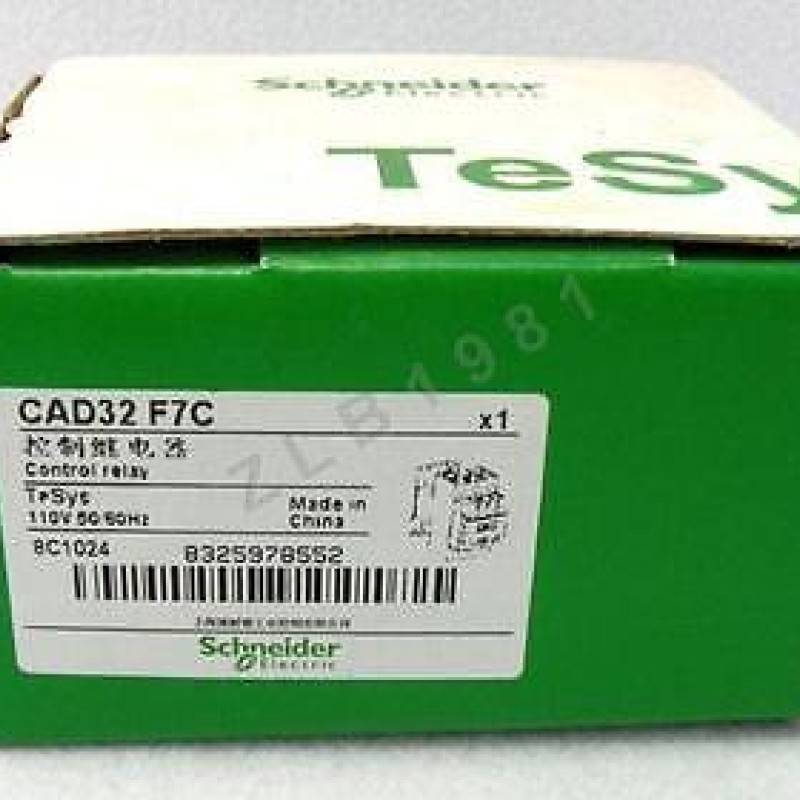 Schneider
Electric
TeSy
ZLB1981
CAD32 F7C x1
控制继电器
Control relay
TeSys
110V 50/60Hz
Made in
China
8C1024
8325978552
Schneider
Electric